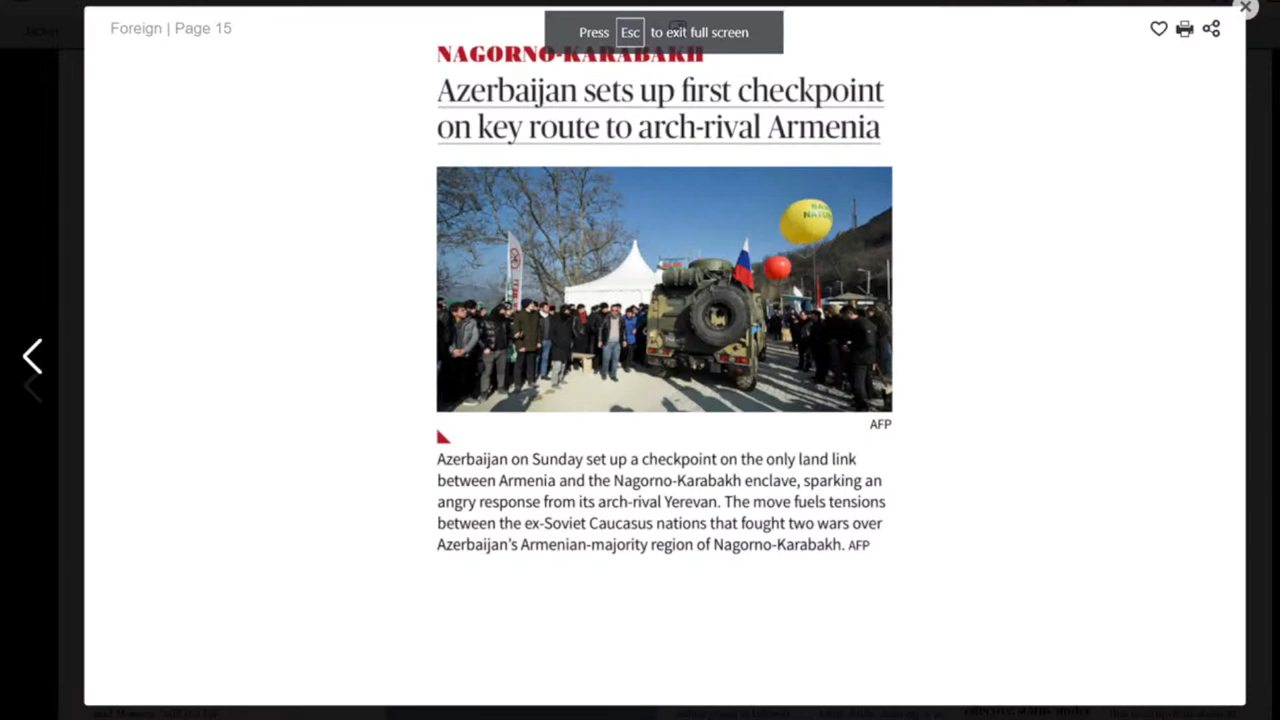 Foreign | Page 15
Press Esc to exit full screen
NAGORNO-KARABAKH
Azerbaijan sets up first checkpoint
on key route to arch-rival Armenia
AFP
Azerbaijan on Sunday set up a checkpoint on the only land link
between Armenia and the Nagorno-Karabakh enclave, sparking an
angry response from its arch-rival Yerevan. The move fuels tensions
between the ex-Soviet Caucasus nations that fought two wars over
Azerbaijan’s Armenian-majority region of Nagorno-Karabakh. AFP